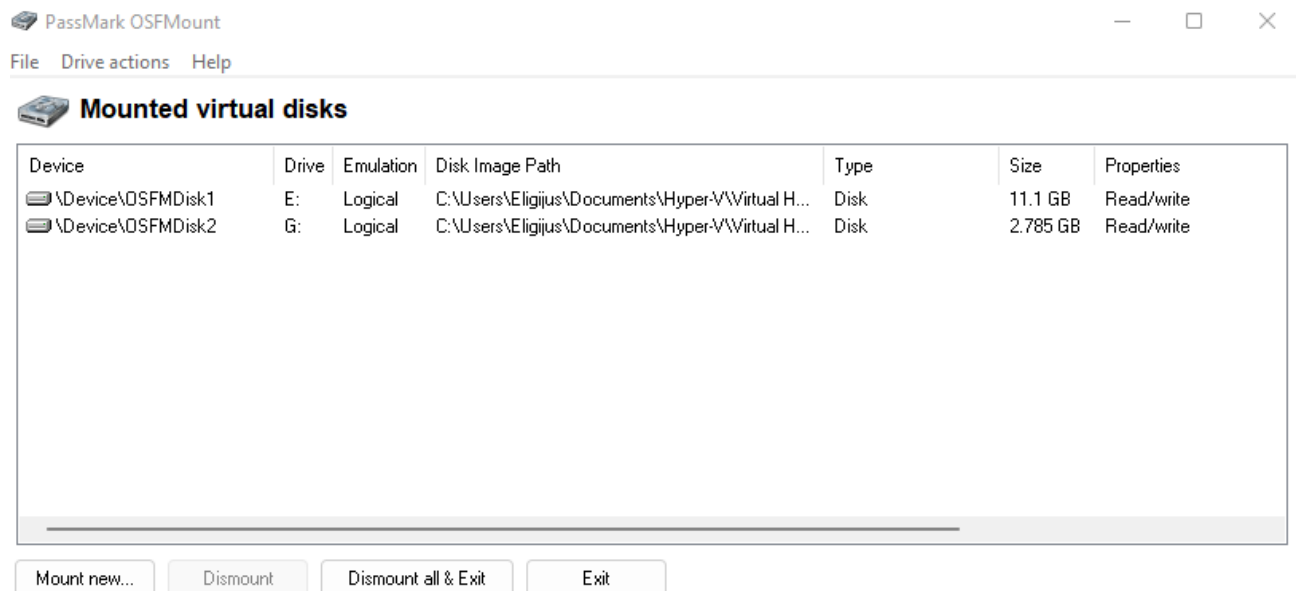 PassMark OSFMount
File Drive actions Help
Mounted virtual disks
Device Drive Emulation Disk Image Path Type Size Properties
\Device\OSFMDisk1 E: Logical C:\Users\Eligijus\Documents\Hyper-V\Virtual H... Disk 11.1 GB Read/write
\Device\OSFMDisk2 G: Logical C:\Users\Eligijus\Documents\Hyper-V\Virtual H... Disk 2.785 GB Read/write
Mount new... Dismount Dismount all & Exit Exit